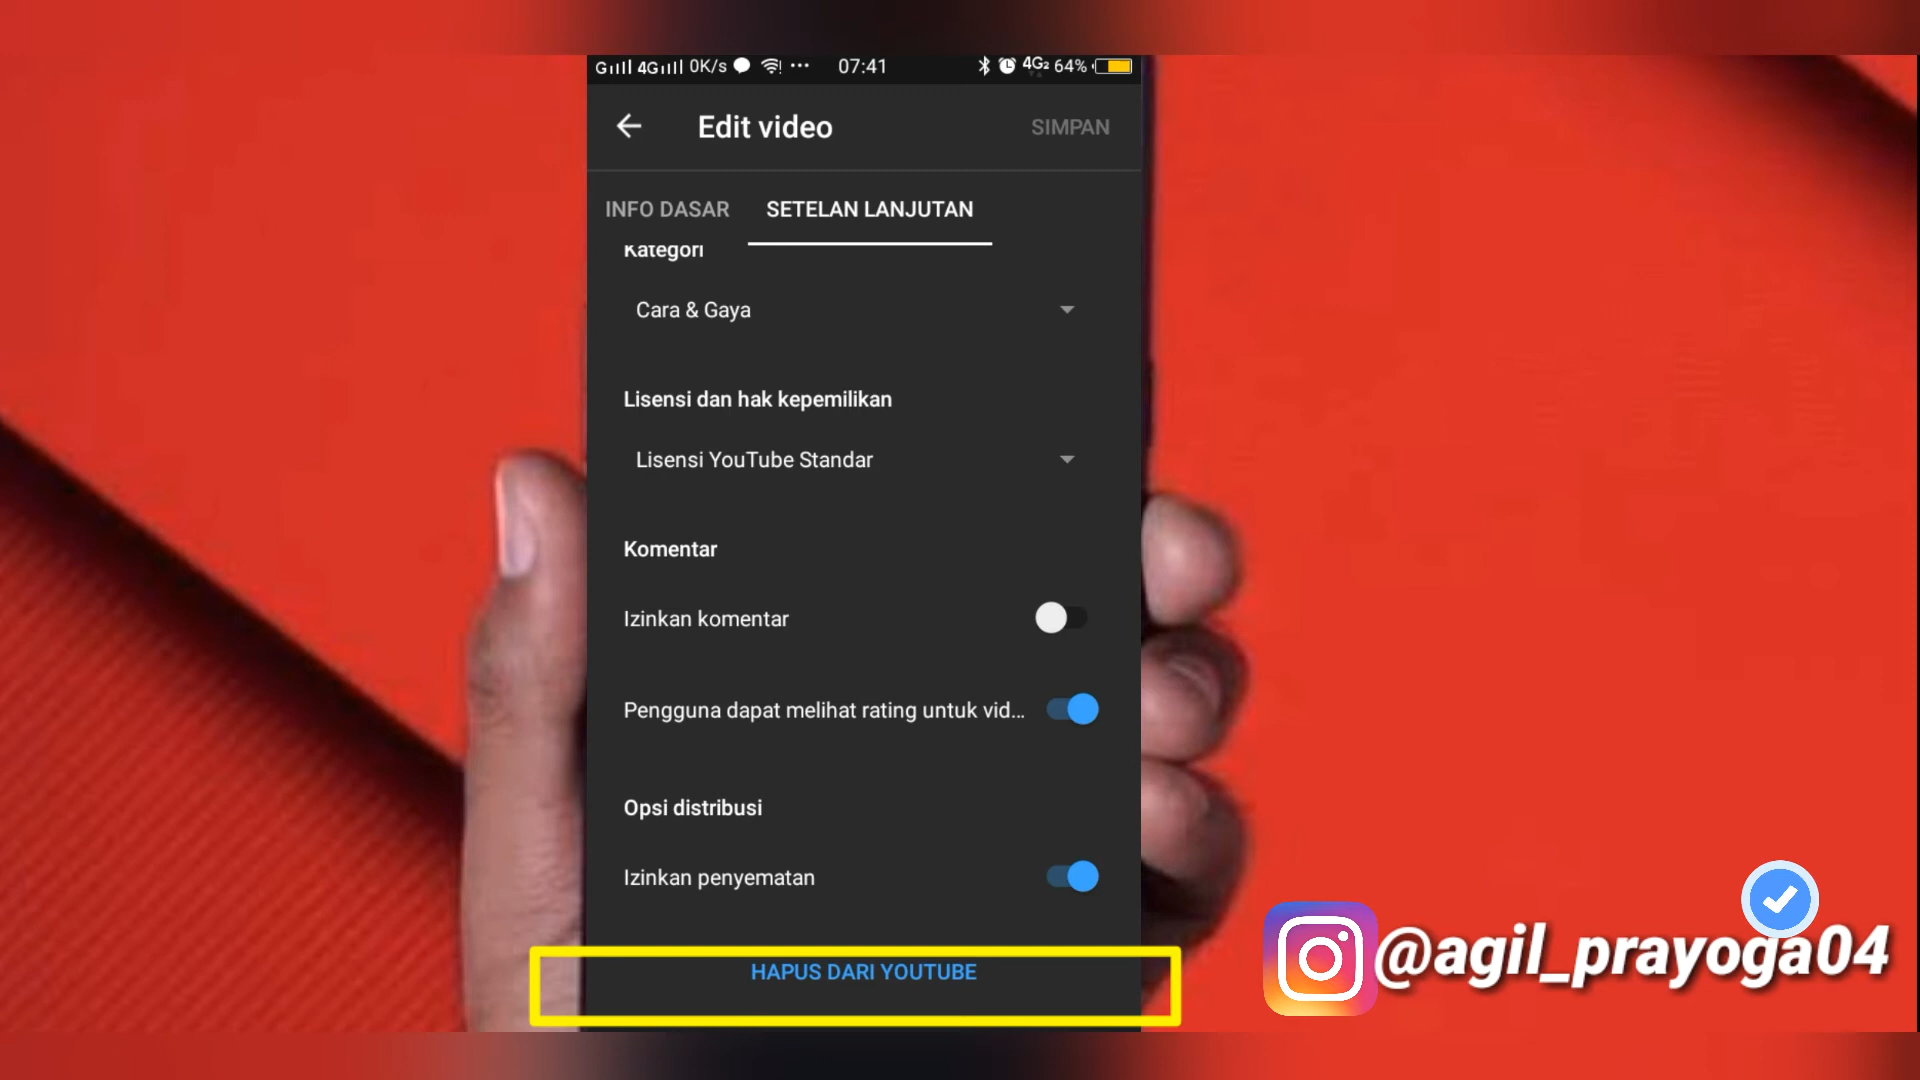 4G 0K/s 07:41 4G2 64%
Edit video
SIMPAN
INFO DASAR
SETELAN LANJUTAN
Kategori
Cara & Gaya
Lisensi dan hak kepemilikan
Lisensi YouTube Standar
Komentar
Izinkan komentar
Pengguna dapat melihat rating untuk vid...
Opsi distribusi
Izinkan penyematan
HAPUS DARI YOUTUBE
@agil_prayoga04